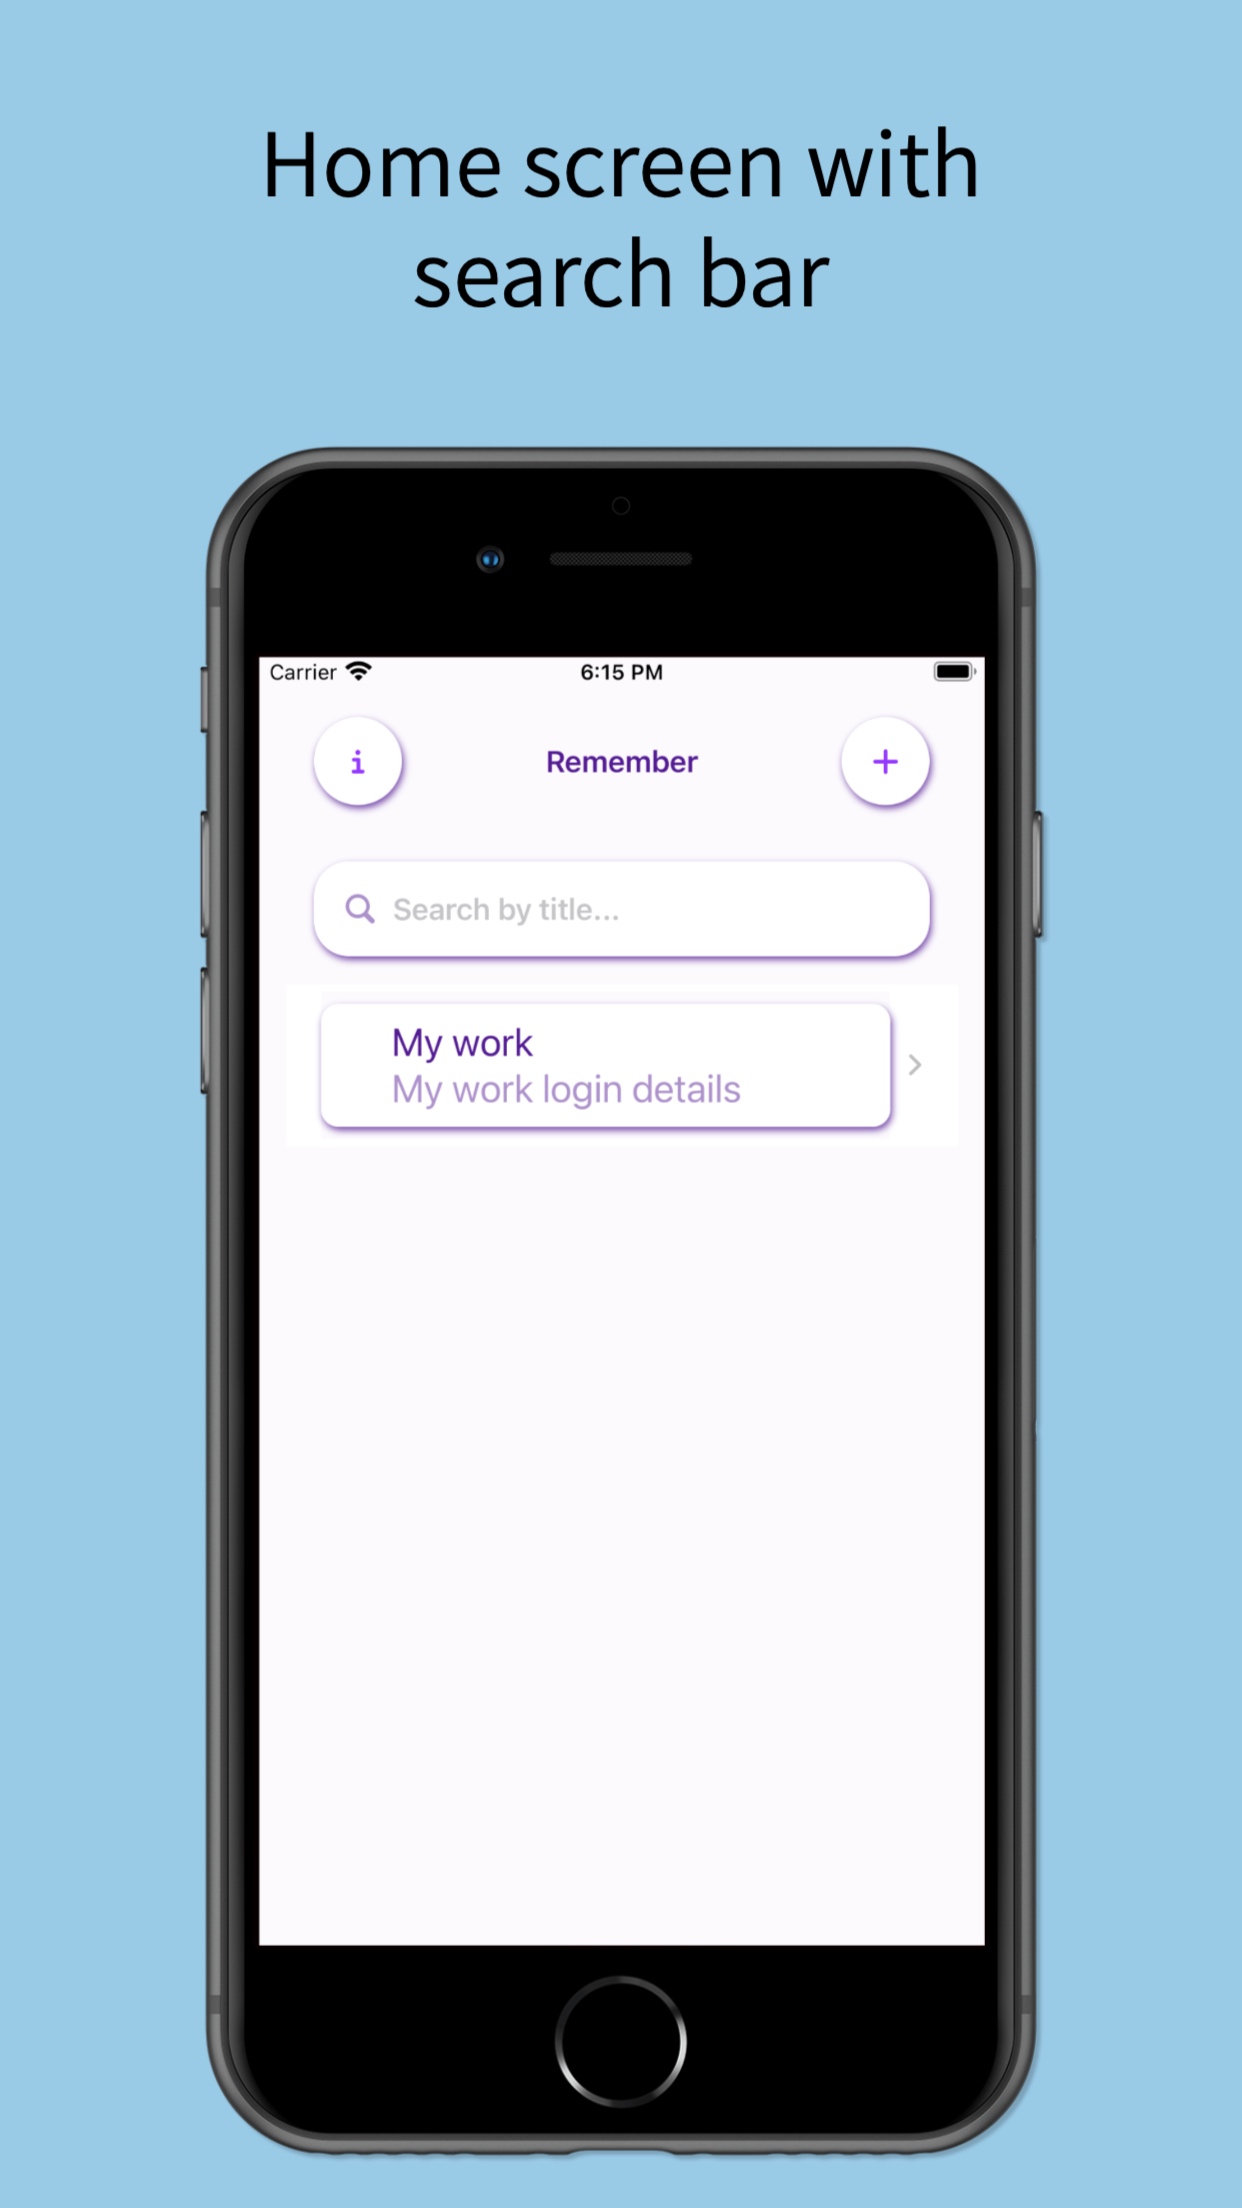 Home screen with
search bar
Carrier
6:15 PM
i
Remember
+
Search by title...
My work
My work login details